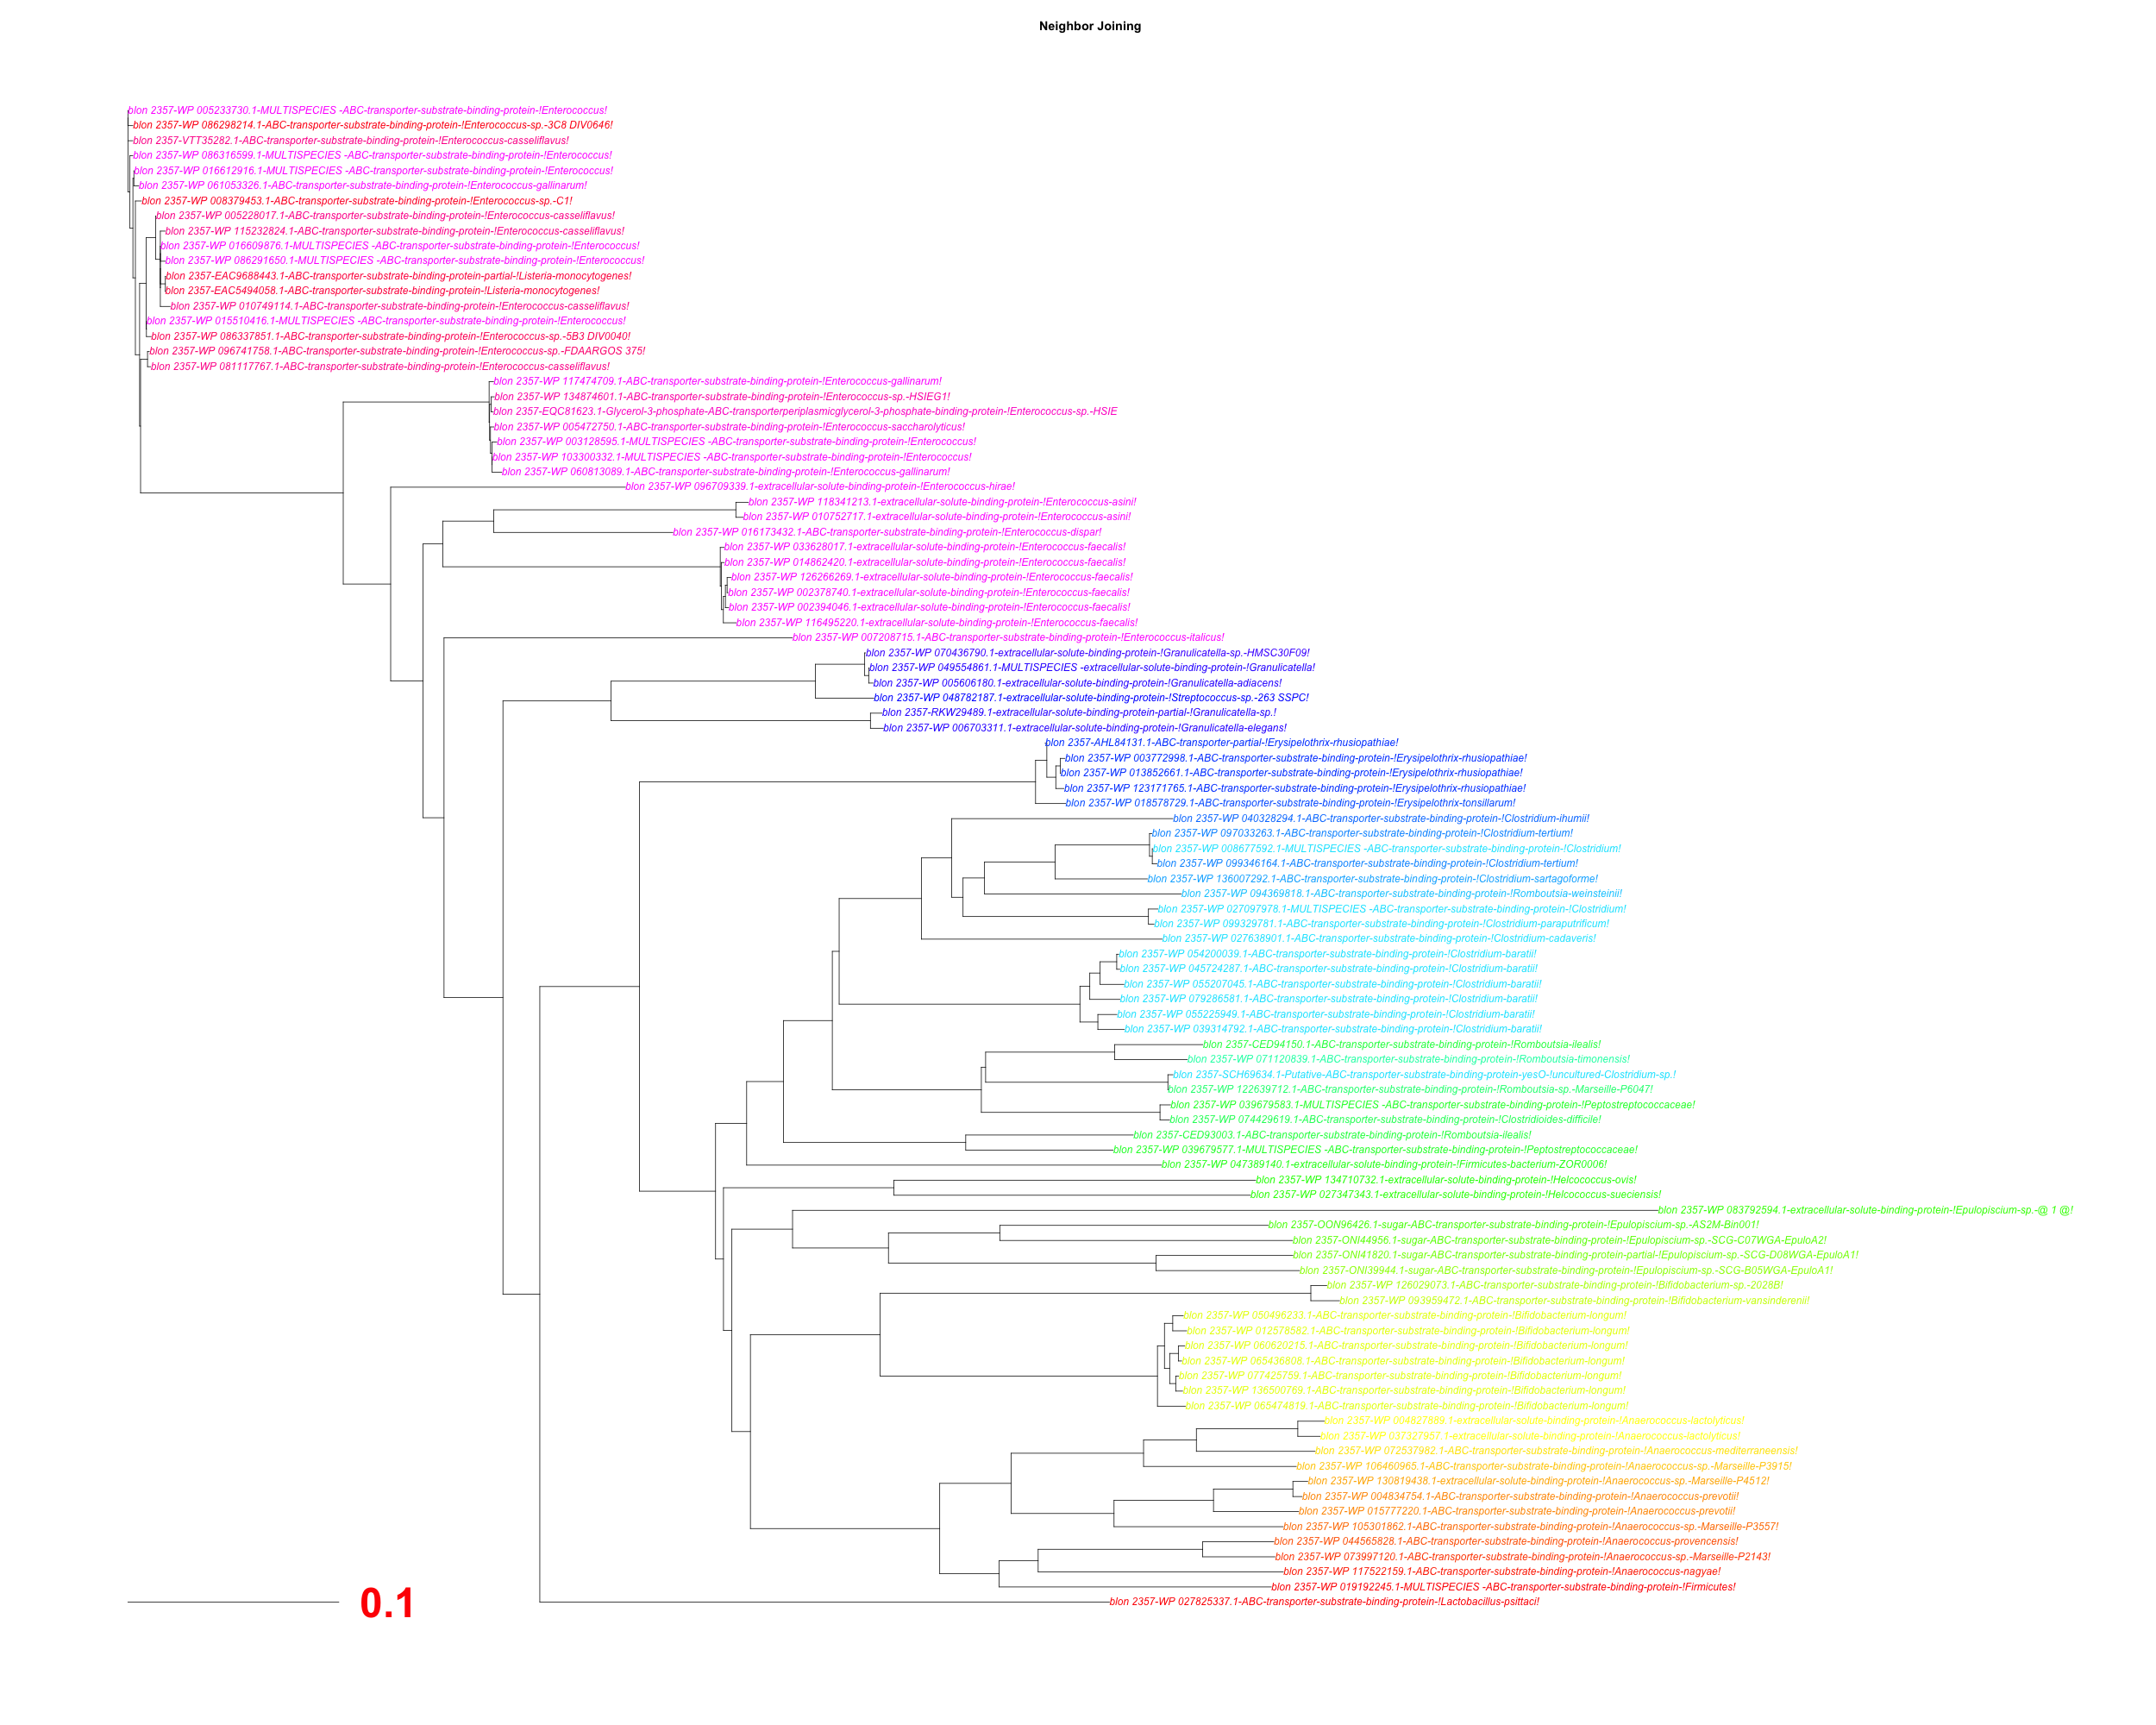 Neighbor Joining
blon 2357-WP 005233730.1-MULTISPECIES -ABC-transporter-substrate-binding-protein-!Enterococcus!
blon 2357-WP 086298214.1-ABC-transporter-substrate-binding-protein-!Enterococcus-sp.-3C8 DIV0646!
blon 2357-VTT35282.1-ABC-transporter-substrate-binding-protein-!Enterococcus-casseliflavus!
blon 2357-WP 086316599.1-MULTISPECIES -ABC-transporter-substrate-binding-protein-!Enterococcus!
blon 2357-WP 016612916.1-MULTISPECIES -ABC-transporter-substrate-binding-protein-!Enterococcus!
blon 2357-WP 061053326.1-ABC-transporter-substrate-binding-protein-!Enterococcus-gallinarum!
blon 2357-WP 008379453.1-ABC-transporter-substrate-binding-protein-!Enterococcus-sp.-C1!
blon 2357-WP 005228017.1-ABC-transporter-substrate-binding-protein-!Enterococcus-casseliflavus!
blon 2357-WP 115232824.1-ABC-transporter-substrate-binding-protein-!Enterococcus-casseliflavus!
blon 2357-WP 016609876.1-MULTISPECIES -ABC-transporter-substrate-binding-protein-!Enterococcus!
blon 2357-WP 086291650.1-MULTISPECIES -ABC-transporter-substrate-binding-protein-!Enterococcus!
blon 2357-EAC9688443.1-ABC-transporter-substrate-binding-protein-partial-!Listeria-monocytogenes!
blon 2357-EAC5494058.1-ABC-transporter-substrate-binding-protein-!Listeria-monocytogenes!
blon 2357-WP 010749114.1-ABC-transporter-substrate-binding-protein-!Enterococcus-casseliflavus!
blon 2357-WP 015510416.1-MULTISPECIES -ABC-transporter-substrate-binding-protein-!Enterococcus!
blon 2357-WP 086337851.1-ABC-transporter-substrate-binding-protein-!Enterococcus-sp.-5B3 DIV0040!
blon 2357-WP 096741758.1-ABC-transporter-substrate-binding-protein-!Enterococcus-sp.-FDAARGOS 375!
blon 2357-WP 081117767.1-ABC-transporter-substrate-binding-protein-!Enterococcus-casseliflavus!
blon 2357-WP 117474709.1-ABC-transporter-substrate-binding-protein-!Enterococcus-gallinarum!
blon 2357-WP 134874601.1-ABC-transporter-substrate-binding-protein-!Enterococcus-sp.-HSIEG1!
blon 2357-EQC81623.1-Glycerol-3-phosphate-ABC-transporterperiplasmicglycerol-3-phosphate-binding-protein-!Enterococcus-sp.-HSIE
blon 2357-WP 005472750.1-ABC-transporter-substrate-binding-protein-!Enterococcus-saccharolyticus!
blon 2357-WP 003128595.1-MULTISPECIES -ABC-transporter-substrate-binding-protein-!Enterococcus!
blon 2357-WP 103300332.1-MULTISPECIES -ABC-transporter-substrate-binding-protein-!Enterococcus!
blon 2357-WP 060813089.1-ABC-transporter-substrate-binding-protein-!Enterococcus-gallinarum!
blon 2357-WP 096709339.1-extracellular-solute-binding-protein-!Enterococcus-hirae!
blon 2357-WP 118341213.1-extracellular-solute-binding-protein-!Enterococcus-asini!
blon 2357-WP 010752717.1-extracellular-solute-binding-protein-!Enterococcus-asini!
blon 2357-WP 016173432.1-ABC-transporter-substrate-binding-protein-!Enterococcus-dispar!
blon 2357-WP 033628017.1-extracellular-solute-binding-protein-!Enterococcus-faecalis!
blon 2357-WP 014862420.1-extracellular-solute-binding-protein-!Enterococcus-faecalis!
blon 2357-WP 126266269.1-extracellular-solute-binding-protein-!Enterococcus-faecalis!
blon 2357-WP 002378740.1-extracellular-solute-binding-protein-!Enterococcus-faecalis!
blon 2357-WP 002394046.1-extracellular-solute-binding-protein-!Enterococcus-faecalis!
blon 2357-WP 116495220.1-extracellular-solute-binding-protein-!Enterococcus-faecalis!
blon 2357-WP 007208715.1-ABC-transporter-substrate-binding-protein-!Enterococcus-italicus!
blon 2357-WP 070436790.1-extracellular-solute-binding-protein-!Granulicatella-sp.-HMSC30F09!
blon 2357-WP 049554861.1-MULTISPECIES -extracellular-solute-binding-protein-!Granulicatella!
blon 2357-WP 005606180.1-extracellular-solute-binding-protein-!Granulicatella-adiacens!
blon 2357-WP 048782187.1-extracellular-solute-binding-protein-!Streptococcus-sp.-263 SSPC!
blon 2357-RKW29489.1-extracellular-solute-binding-protein-partial-!Granulicatella-sp.!
blon 2357-WP 006703311.1-extracellular-solute-binding-protein-!Granulicatella-elegans!
blon 2357-AHL84131.1-ABC-transporter-partial-!Erysipelothrix-rhusiopathiae!
blon 2357-WP 003772998.1-ABC-transporter-substrate-binding-protein-!Erysipelothrix-rhusiopathiae!
blon 2357-WP 013852661.1-ABC-transporter-substrate-binding-protein-!Erysipelothrix-rhusiopathiae!
blon 2357-WP 123171765.1-ABC-transporter-substrate-binding-protein-!Erysipelothrix-rhusiopathiae!
blon 2357-WP 018578729.1-ABC-transporter-substrate-binding-protein-!Erysipelothrix-tonsillarum!
blon 2357-WP 040328294.1-ABC-transporter-substrate-binding-protein-!Clostridium-ihumii!
blon 2357-WP 097033263.1-ABC-transporter-substrate-binding-protein-!Clostridium-tertium!
blon 2357-WP 008677592.1-MULTISPECIES -ABC-transporter-substrate-binding-protein-!Clostridium!
blon 2357-WP 099346164.1-ABC-transporter-substrate-binding-protein-!Clostridium-tertium!
blon 2357-WP 136007292.1-ABC-transporter-substrate-binding-protein-!Clostridium-sartagoforme!
blon 2357-WP 094369818.1-ABC-transporter-substrate-binding-protein-!Romboutsia-weinsteinii!
blon 2357-WP 027097978.1-MULTISPECIES -ABC-transporter-substrate-binding-protein-!Clostridium!
blon 2357-WP 099329781.1-ABC-transporter-substrate-binding-protein-!Clostridium-paraputrificum!
blon 2357-WP 027638901.1-ABC-transporter-substrate-binding-protein-!Clostridium-cadaveris!
blon 2357-WP 054200039.1-ABC-transporter-substrate-binding-protein-!Clostridium-baratii!
blon 2357-WP 045724287.1-ABC-transporter-substrate-binding-protein-!Clostridium-baratii!
blon 2357-WP 055207045.1-ABC-transporter-substrate-binding-protein-!Clostridium-baratii!
blon 2357-WP 079286581.1-ABC-transporter-substrate-binding-protein-!Clostridium-baratii!
blon 2357-WP 055225949.1-ABC-transporter-substrate-binding-protein-!Clostridium-baratii!
blon 2357-WP 039314792.1-ABC-transporter-substrate-binding-protein-!Clostridium-baratii!
blon 2357-CED94150.1-ABC-transporter-substrate-binding-protein-!Romboutsia-ilealis!
blon 2357-WP 071120839.1-ABC-transporter-substrate-binding-protein-!Romboutsia-timonensis!
blon 2357-SCH69634.1-Putative-ABC-transporter-substrate-binding-protein-yesO-!uncultured-Clostridium-sp.!
blon 2357-WP 122639712.1-ABC-transporter-substrate-binding-protein-!Romboutsia-sp.-Marseille-P6047!
blon 2357-WP 039679583.1-MULTISPECIES -ABC-transporter-substrate-binding-protein-!Peptostreptococcaceae!
blon 2357-WP 074429619.1-ABC-transporter-substrate-binding-protein-!Clostridioides-difficile!
blon 2357-CED93003.1-ABC-transporter-substrate-binding-protein-!Romboutsia-ilealis!
blon 2357-WP 039679577.1-MULTISPECIES -ABC-transporter-substrate-binding-protein-!Peptostreptococcaceae!
blon 2357-WP 047389140.1-extracellular-solute-binding-protein-!Firmicutes-bacterium-ZOR0006!
blon 2357-WP 134710732.1-extracellular-solute-binding-protein-!Helcococcus-ovis!
blon 2357-WP 027347343.1-extracellular-solute-binding-protein-!Helcococcus-sueciensis!
blon 2357-WP 083792594.1-extracellular-solute-binding-protein-!Epulopiscium-sp.-@ 1 @!
blon 2357-OON96426.1-sugar-ABC-transporter-substrate-binding-protein-!Epulopiscium-sp.-AS2M-Bin001!
blon 2357-ONI44956.1-sugar-ABC-transporter-substrate-binding-protein-!Epulopiscium-sp.-SCG-C07WGA-EpuloA2!
blon 2357-ONI41820.1-sugar-ABC-transporter-substrate-binding-protein-partial-!Epulopiscium-sp.-SCG-D08WGA-EpuloA1!
blon 2357-ONI39944.1-sugar-ABC-transporter-substrate-binding-protein-!Epulopiscium-sp.-SCG-B05WGA-EpuloA1!
blon 2357-WP 126029073.1-ABC-transporter-substrate-binding-protein-!Bifidobacterium-sp.-2028B!
blon 2357-WP 093959472.1-ABC-transporter-substrate-binding-protein-!Bifidobacterium-vansinderenii!
blon 2357-WP 050496233.1-ABC-transporter-substrate-binding-protein-!Bifidobacterium-longum!
blon 2357-WP 012578582.1-ABC-transporter-substrate-binding-protein-!Bifidobacterium-longum!
blon 2357-WP 060620215.1-ABC-transporter-substrate-binding-protein-!Bifidobacterium-longum!
blon 2357-WP 065436806.1-ABC-transporter-substrate-binding-protein-!Bifidobacterium-longum!
blon 2357-WP 077425759.1-ABC-transporter-substrate-binding-protein-!Bifidobacterium-longum!
blon 2357-WP 136500769.1-ABC-transporter-substrate-binding-protein-!Bifidobacterium-longum!
blon 2357-WP 065474819.1-ABC-transporter-substrate-binding-protein-!Bifidobacterium-longum!
blon 2357-WP 004827889.1-extracellular-solute-binding-protein-!Anaerococcus-lactolyticus!
blon 2357-WP 037327957.1-extracellular-solute-binding-protein-!Anaerococcus-lactolyticus!
blon 2357-WP 072537982.1-ABC-transporter-substrate-binding-protein-!Anaerococcus-mediterraneensis!
blon 2357-WP 106460965.1-ABC-transporter-substrate-binding-protein-!Anaerococcus-sp.-Marseille-P3915!
blon 2357-WP 130819438.1-extracellular-solute-binding-protein-!Anaerococcus-sp.-Marseille-P4512!
blon 2357-WP 004834754.1-ABC-transporter-substrate-binding-protein-!Anaerococcus-prevotii!
blon 2357-WP 015777220.1-ABC-transporter-substrate-binding-protein-!Anaerococcus-prevotii!
blon 2357-WP 105301862.1-ABC-transporter-substrate-binding-protein-!Anaerococcus-sp.-Marseille-P3557!
blon 2357-WP 044565828.1-ABC-transporter-substrate-binding-protein-!Anaerococcus-provencensis!
blon 2357-WP 073997120.1-ABC-transporter-substrate-binding-protein-!Anaerococcus-sp.-Marseille-P2143!
blon 2357-WP 117522159.1-ABC-transporter-substrate-binding-protein-!Anaerococcus-nagyae!
blon 2357-WP 019192245.1-MULTISPECIES -ABC-transporter-substrate-binding-protein-!Firmicutes!
blon 2357-WP 027825337.1-ABC-transporter-substrate-binding-protein-!Lactobacillus-psittaci!
0.1